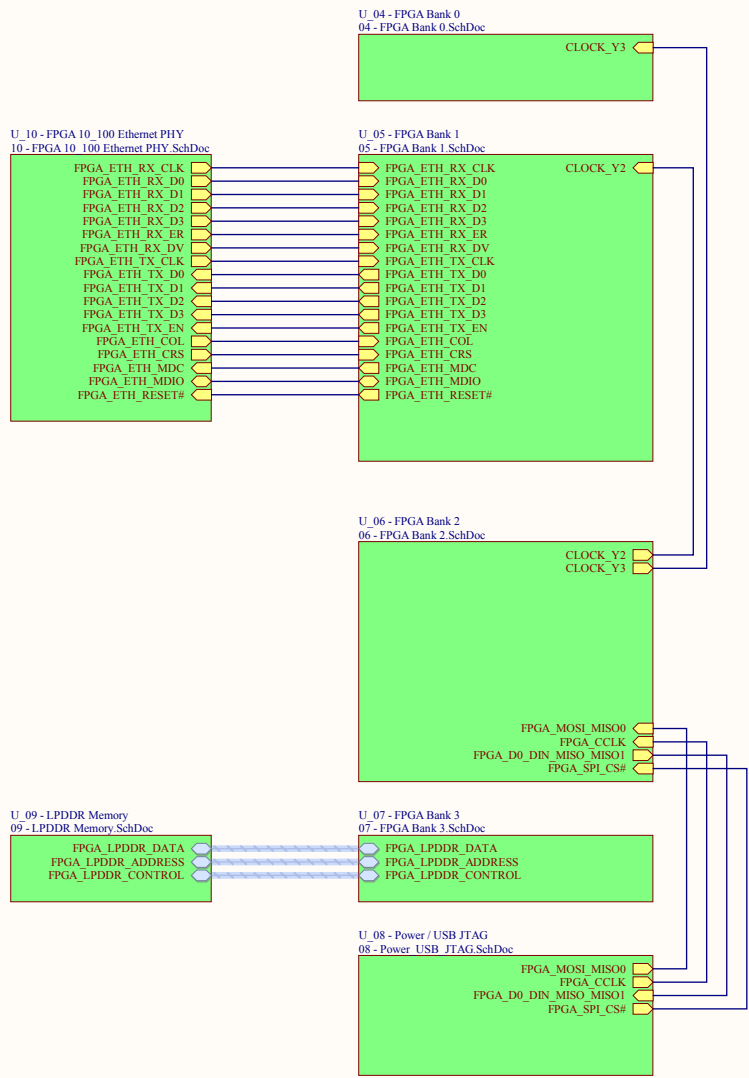 U_04 - FPGA Bank 0
04 - FPGA Bank 0.SchDoc
CLOCK_Y3
U_10 - FPGA 10_100 Ethernet PHY
10 - FPGA 10_100 Ethernet PHY.SchDoc
FPGA_ETH_RX_CLK
FPGA_ETH_RX_D0
FPGA_ETH_RX_D1
FPGA_ETH_RX_D2
FPGA_ETH_RX_D3
FPGA_ETH_RX_ER
FPGA_ETH_RX_DV
FPGA_ETH_TX_CLK
FPGA_ETH_TX_D0
FPGA_ETH_TX_D1
FPGA_ETH_TX_D2
FPGA_ETH_TX_D3
FPGA_ETH_TX_EN
FPGA_ETH_COL
FPGA_ETH_CRS
FPGA_ETH_MDC
FPGA_ETH_MDIO
FPGA_ETH_RESET#
U_05 - FPGA Bank 1
05 - FPGA Bank 1.SchDoc
FPGA_ETH_RX_CLK
FPGA_ETH_RX_D0
FPGA_ETH_RX_D1
FPGA_ETH_RX_D2
FPGA_ETH_RX_D3
FPGA_ETH_RX_ER
FPGA_ETH_RX_DV
FPGA_ETH_TX_CLK
FPGA_ETH_TX_D0
FPGA_ETH_TX_D1
FPGA_ETH_TX_D2
FPGA_ETH_TX_D3
FPGA_ETH_TX_EN
FPGA_ETH_COL
FPGA_ETH_CRS
FPGA_ETH_MDC
FPGA_ETH_MDIO
FPGA_ETH_RESET#
CLOCK_Y2
U_06 - FPGA Bank 2
06 - FPGA Bank 2.SchDoc
CLOCK_Y2
CLOCK_Y3
FPGA_MOSI_MISO0
FPGA_CCLK
FPGA_D0_DIN_MISO_MISO1
FPGA_SPI_CS#
U_09 - LPDDR Memory
09 - LPDDR Memory.SchDoc
FPGA_LPDDR_DATA
FPGA_LPDDR_ADDRESS
FPGA_LPDDR_CONTROL
U_07 - FPGA Bank 3
07 - FPGA Bank 3.SchDoc
FPGA_LPDDR_DATA
FPGA_LPDDR_ADDRESS
FPGA_LPDDR_CONTROL
U_08 - Power / USB JTAG
08 - Power_USB_JTAG.SchDoc
FPGA_MOSI_MISO0
FPGA_CCLK
FPGA_D0_DIN_MISO_MISO1
FPGA_SPI_CS#